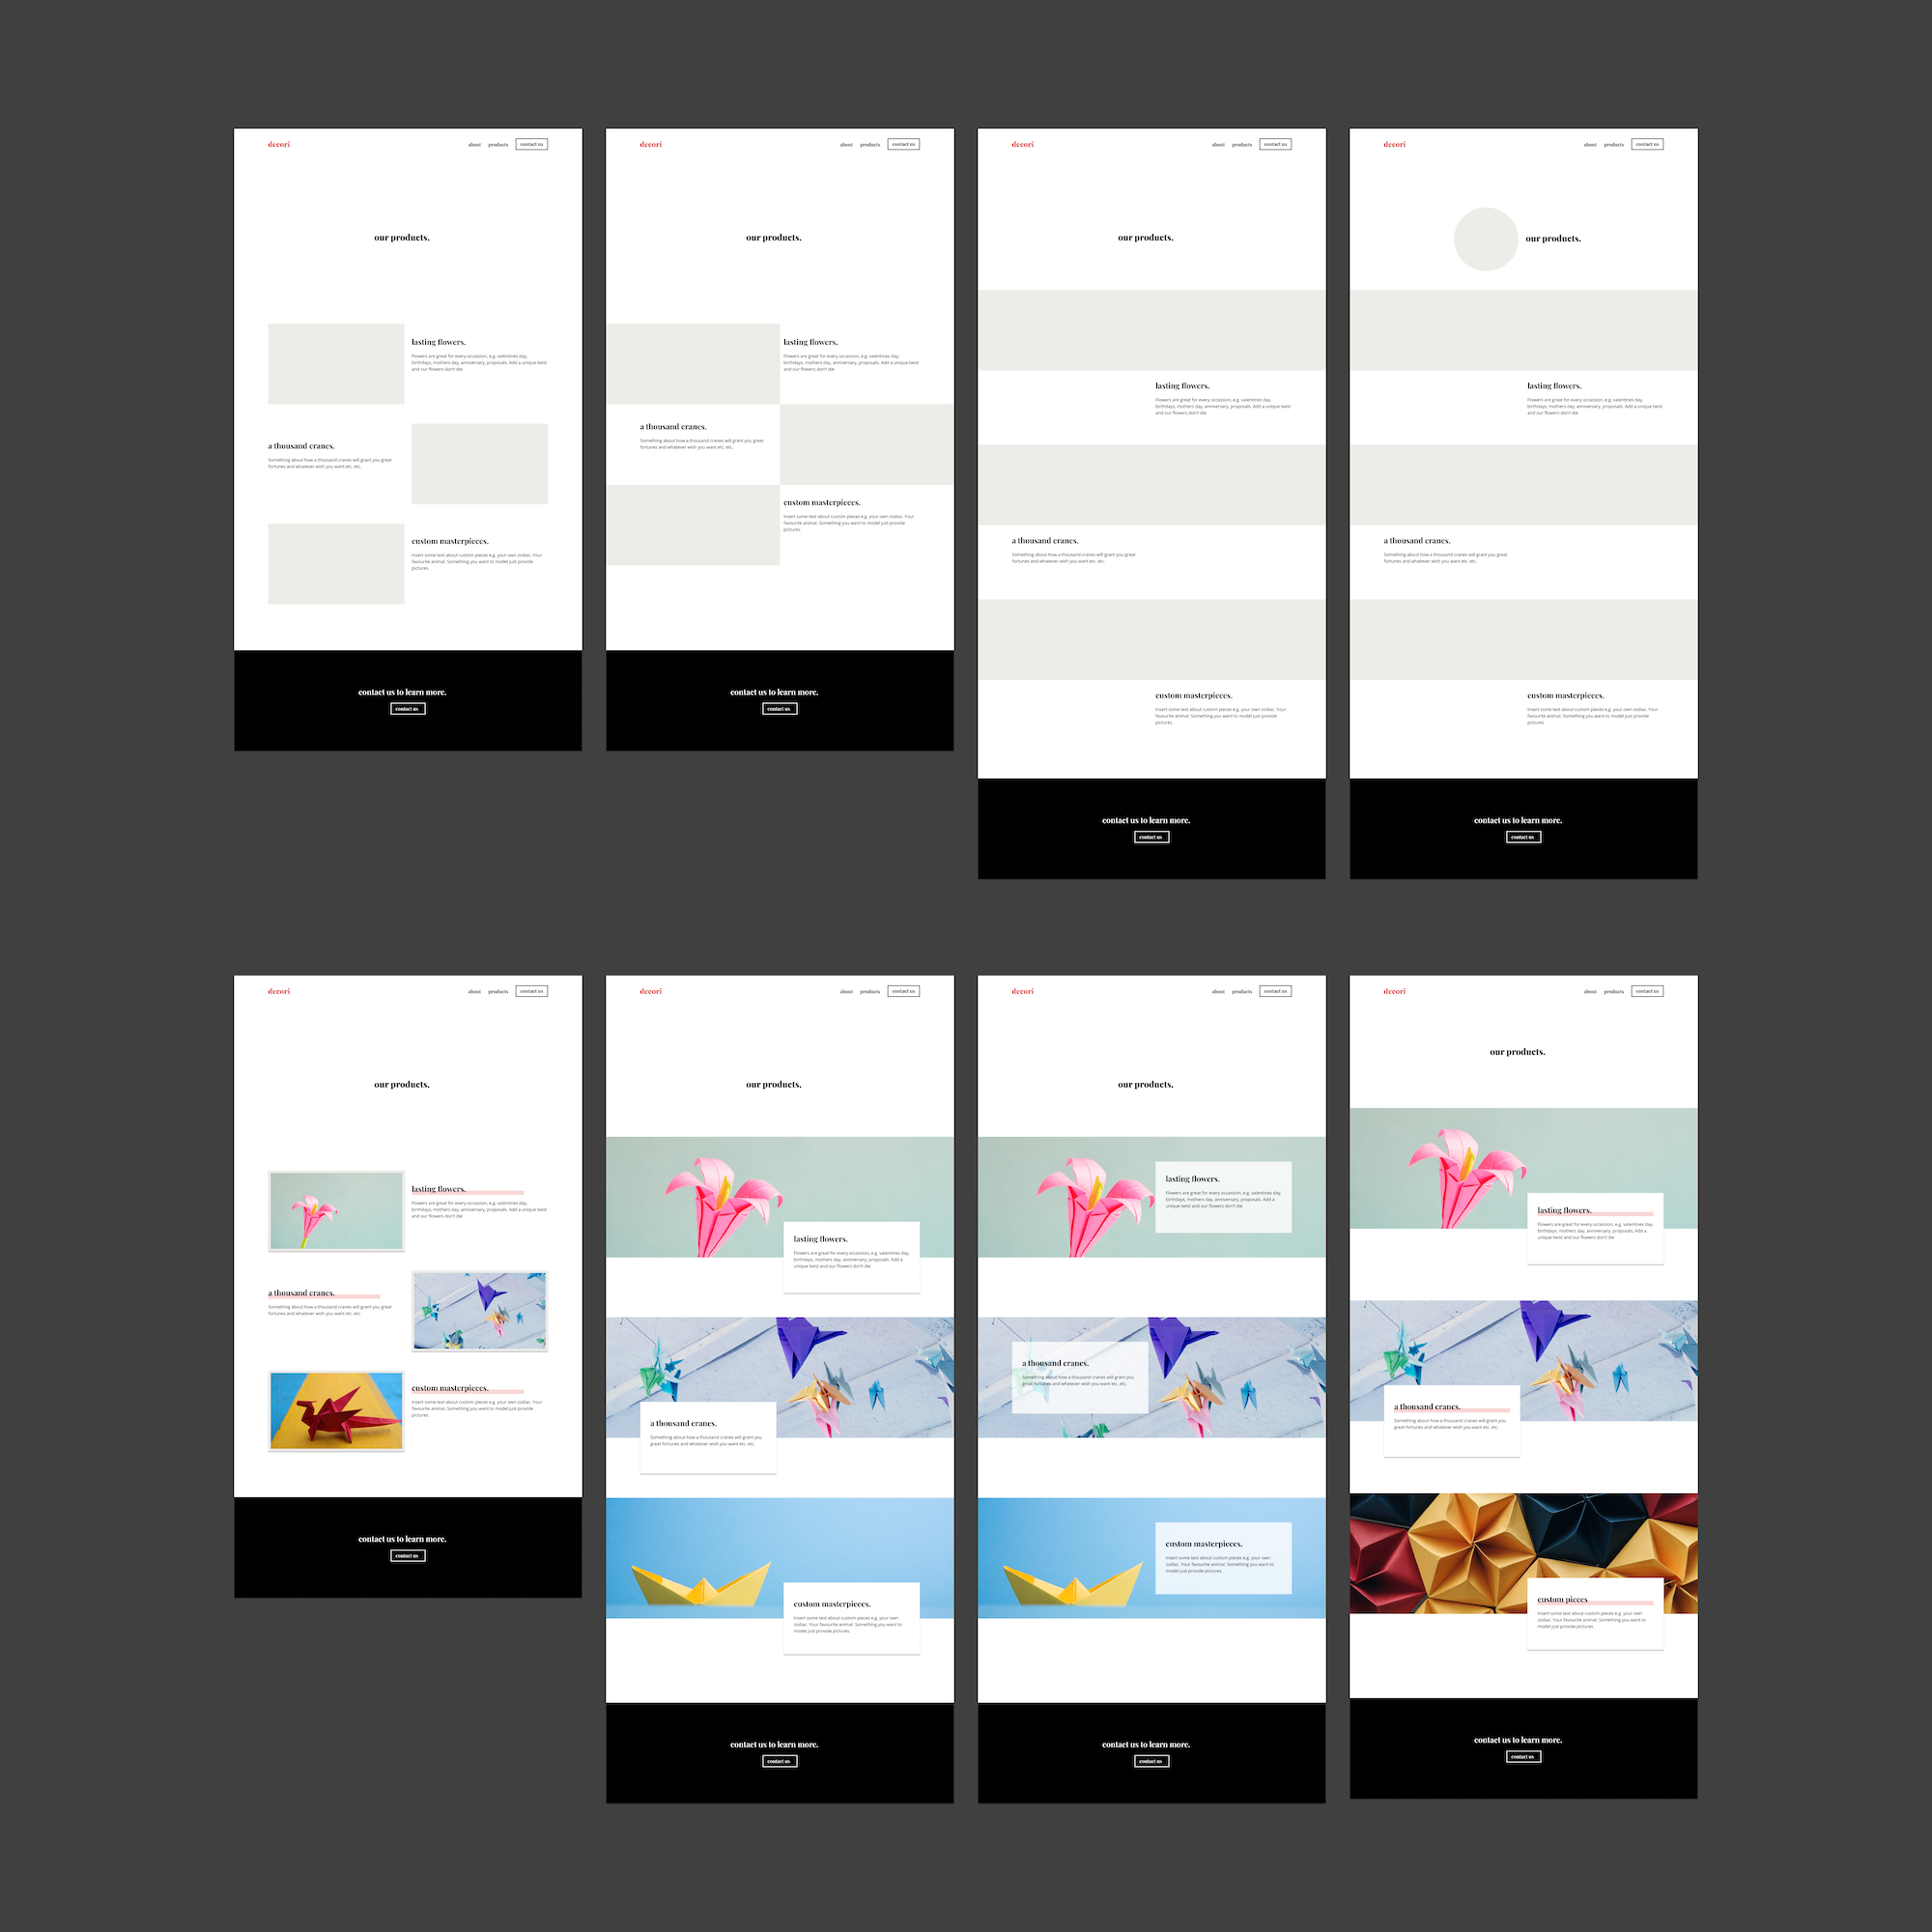 decori
about products contact us
our products.
lasting flowers.
Flowers are great for every occassion, e.g. valentines day,
birthdays, mothers day, anniversary, proposals. Add a unique twist
and our flowers don't die
a thousand cranes.
Something about how a thousand cranes will grant you great
fortunes and whatever wish you want etc. etc.
custom masterpieces.
Insert some text about custom pieces e.g. your own zodiac. Your
favourite animal. Something you want to model just provide
pictures.
contact us to learn more.
contact us
decori
about products contact us
our products.
lasting flowers.
Flowers are great for every occassion, e.g. valentines day,
birthdays, mothers day, anniversary, proposals. Add a unique twist
and our flowers don't die
a thousand cranes.
Something about how a thousand cranes will grant you great
fortunes and whatever wish you want etc. etc.
custom masterpieces.
Insert some text about custom pieces e.g. your own zodiac. Your
favourite animal. Something you want to model just provide
pictures.
contact us to learn more.
contact us
decori
about products contact us
our products.
lasting flowers.
Flowers are great for every occassion, e.g. valentines day,
birthdays, mothers day, anniversary, proposals. Add a unique twist
and our flowers don't die
a thousand cranes.
Something about how a thousand cranes will grant you great
fortunes and whatever wish you want etc. etc.
custom masterpieces.
Insert some text about custom pieces e.g. your own zodiac. Your
favourite animal. Something you want to model just provide
pictures.
contact us to learn more.
contact us
decori
about products contact us
our products.
lasting flowers.
Flowers are great for every occassion, e.g. valentines day,
birthdays, mothers day, anniversary, proposals. Add a unique twist
and our flowers don't die
a thousand cranes.
Something about how a thousand cranes will grant you great
fortunes and whatever wish you want etc. etc.
custom masterpieces.
Insert some text about custom pieces e.g. your own zodiac. Your
favourite animal. Something you want to model just provide
pictures.
contact us to learn more.
contact us
decori
about products contact us
our products.
lasting flowers.
Flowers are great for every occassion, e.g. valentines day,
birthdays, mothers day, anniversary, proposals. Add a unique twist
and our flowers don't die
a thousand cranes.
Something about how a thousand cranes will grant you great
fortunes and whatever wish you want etc. etc.
custom masterpieces.
Insert some text about custom pieces e.g. your own zodiac. Your
favourite animal. Something you want to model just provide
pictures.
contact us to learn more.
contact us
decori
about products contact us
our products.
lasting flowers.
Flowers are great for every occassion, e.g. valentines day,
birthdays, mothers day, anniversary, proposals. Add a
unique twist and our flowers don't die
a thousand cranes.
Something about how a thousand cranes will grant you
great fortunes and whatever wish you want etc. etc.
custom masterpieces.
Insert some text about custom pieces e.g. your own
zodiac. Your favourite animal. Something you want to
model just provide pictures.
contact us to learn more.
contact us
decori
about products contact us
our products.
lasting flowers.
Flowers are great for every occassion, e.g. valentines day,
birthdays, mothers day, anniversary, proposals. Add a
unique twist and our flowers don't die
a thousand cranes.
Something about how a thousand cranes will grant you
great fortunes and whatever wish you want etc. etc.
custom masterpieces.
Insert some text about custom pieces e.g. your own
zodiac. Your favourite animal. Something you want to
model just provide pictures.
contact us to learn more.
contact us
decori
about products contact us
our products.
lasting flowers.
Flowers are great for every occassion, e.g. valentines day,
birthdays, mothers day, anniversary, proposals. Add a
unique twist and our flowers don't die
a thousand cranes.
Something about how a thousand cranes will grant you
great fortunes and whatever wish you want etc. etc.
custom pieces
Insert some text about custom pieces e.g. your own
zodiac. Your favourite animal. Something you want to
model just provide pictures.
contact us to learn more.
contact us